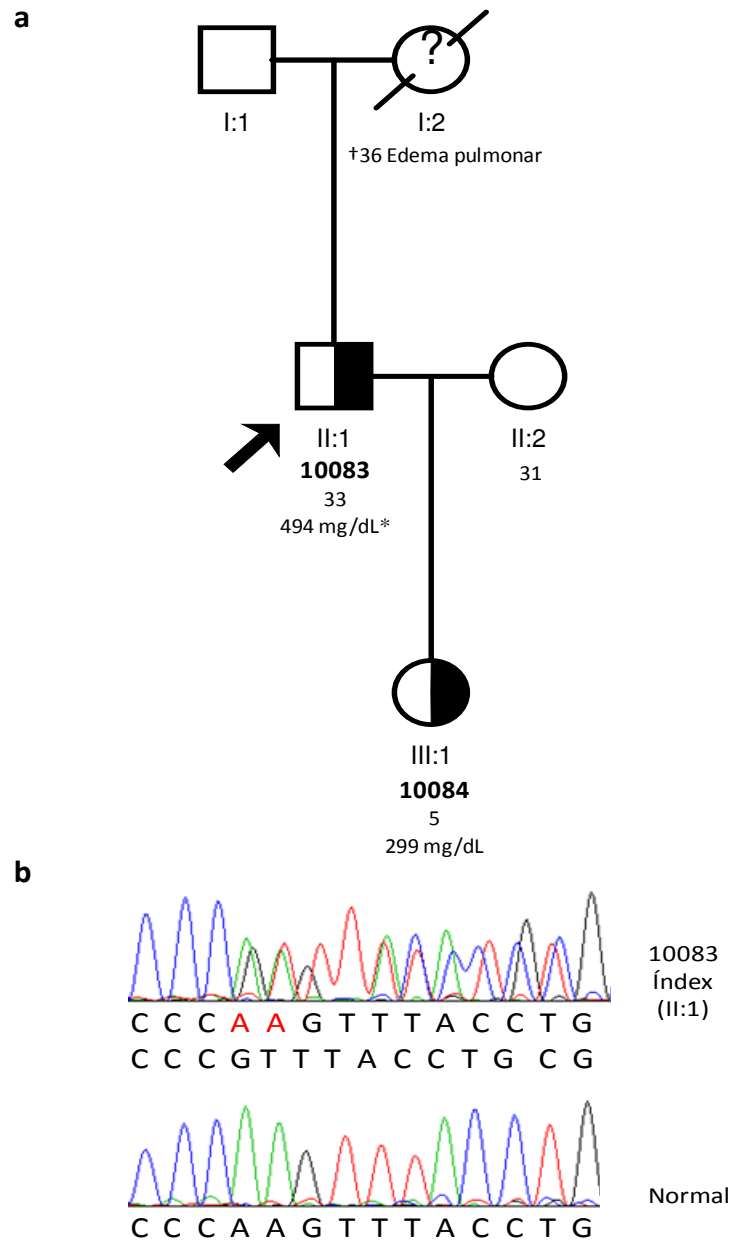 a
?
I:1 I:2
†36 Edema pulmonar
II:1 II:2
10083 31
33
494 mg/dL*
III:1
10084
5
299 mg/dL
b
10083
Índex
(II:1)
C C C A A G T T T A C C T G
C C C G T T T A C C T G C G
Normal
C C C A A G T T T A C C T G